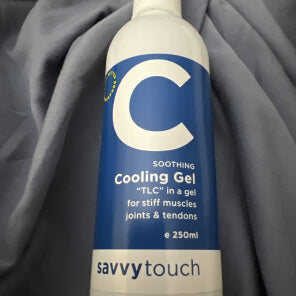 C
SOOTHING
Cooling Gel
"TLC" in a gel
for stiff muscles
joints & tendons
e 250ml
savvytouch